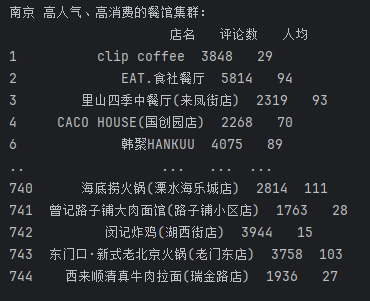 南京 高人气、高消费的餐馆集群:
店名 评论数 人均
1 clip coffee 3848 29
2 EAT.食社餐厅 5814 94
3 里山四季中餐厅(来凤街店) 2319 93
4 CACO HOUSE(国创园店) 2268 70
6 韩聚HANKUU 4075 89
.. ... ... ...
740 海底捞火锅(溧水海乐城店) 2814 111
741 曾记路子铺大肉面馆(路子铺小区店) 1763 28
742 闵记炸鸡(湖西街店) 3944 15
743 东门口·新式老北京火锅(老门东店) 3758 103
744 西来顺清真牛肉拉面(瑞金路店) 1936 27